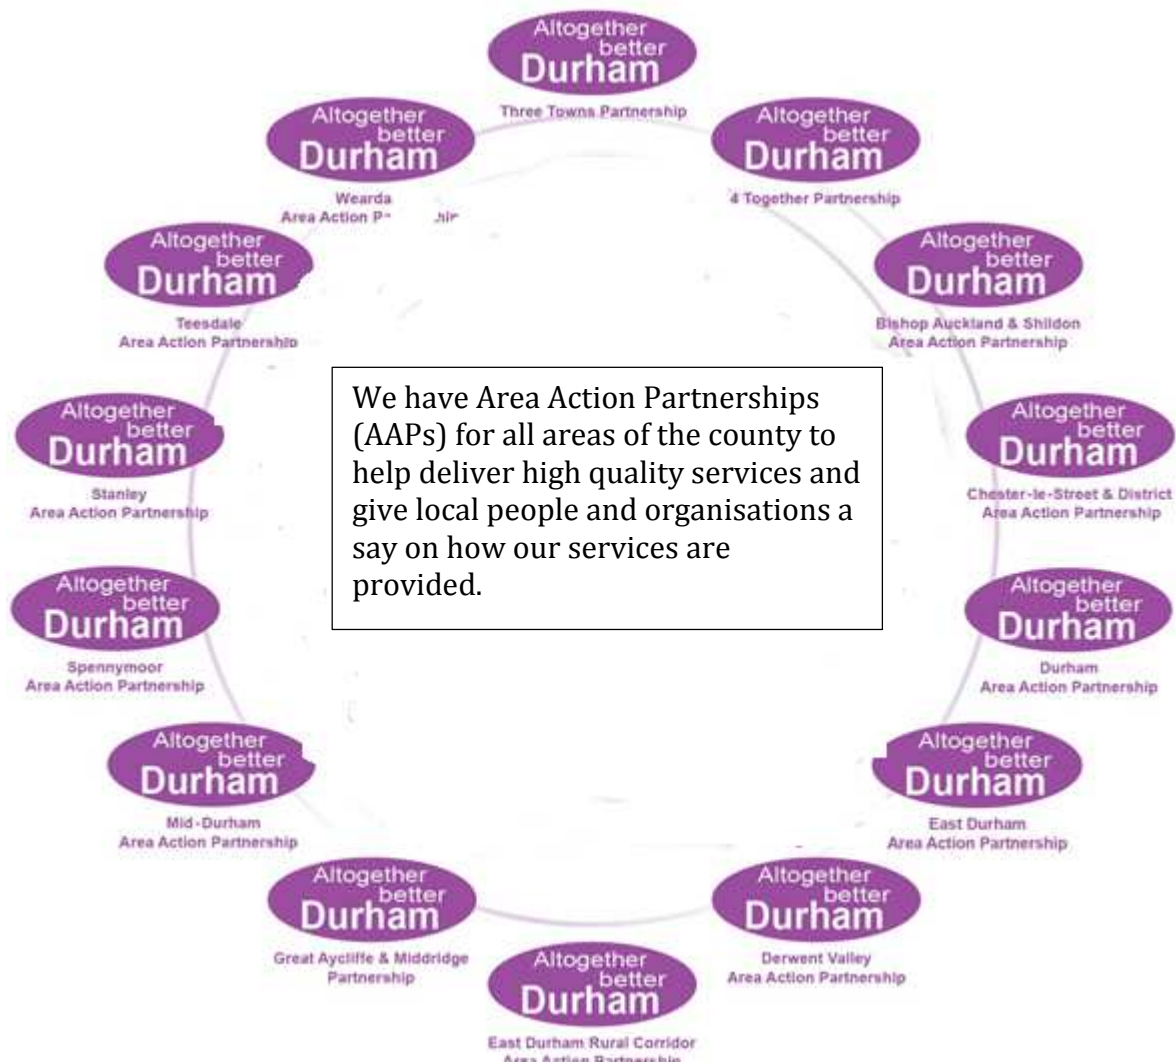 Altogether
better
Durham
Three Towns Partnership
Altogether
better
Durham
4 Together Partnership
Altogether
better
Durham
Bishop Auckland & Shildon
Area Action Partnership
Altogether
better
Durham
Chester-le-Street & District
Area Action Partnership
Altogether
better
Durham
Durham
Area Action Partnership
Altogether
better
Durham
East Durham
Area Action Partnership
Altogether
better
Durham
Derwent Valley
Area Action Partnership
Altogether
better
Durham
East Durham Rural Corridor
Area Action Partnership
Altogether
better
Durham
Great Aycliffe & Middridge
Partnership
Altogether
better
Durham
Mid-Durham
Area Action Partnership
Altogether
better
Durham
Spennymoor
Area Action Partnership
Altogether
better
Durham
Stanley
Area Action Partnership
Altogether
better
Durham
Teesdale
Area Action Partnership
Altogether
better
Durham
Wearda
Area Action
We have Area Action Partnerships
(AAPs) for all areas of the county to
help deliver high quality services and
give local people and organisations a
say on how our services are
provided.